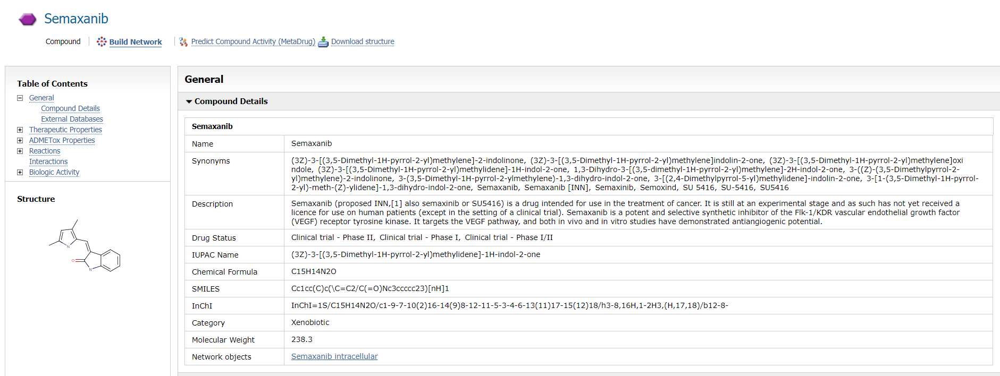 Semaxanib
Compound
Build Network
Predict Compound Activity (MetaDrug)
Download structure
Table of Contents
General
Compound Details
External Databases
Therapeutic Properties
ADMETox Properties
Reactions
Interactions
Biologic Activity
Structure
N
O
N
General
Compound Details
Semaxanib
Name
Semaxanib
Synonyms
(3Z)-3-[(3,5-Dimethyl-1H-pyrrol-2-yl)methylene]-2-indolinone, (3Z)-3-[(3,5-Dimethyl-1H-pyrrol-2-yl)methylene]indolin-2-one, (3Z)-3-[(3,5-Dimethyl-1H-pyrrol-2-yl)methylene]oxi
ndole, (3Z)-3-[(3,5-Dimethyl-1H-pyrrol-2-yl)methylidene]-1H-indol-2-one, 1,3-Dihydro-3-[(3,5-dimethyl-1H-pyrrol-2-yl)methylene]-2H-indol-2-one, 3-((Z)-(3,5-Dimethylpyrrol-2-
yl)methylene)-2-indolinone, 3-(3,5-Dimethyl-1H-pyrrol-2-ylmethylene)-1,3-dihydro-indol-2-one, 3-[(2,4-Dimethylpyrrol-5-yl)methylidene]-indolin-2-one, 3-[1-(3,5-Dimethyl-1H-pyrrol-
2-yl)-meth-(Z)-ylidene]-1,3-dihydro-indol-2-one, Semaxanib, Semaxanib [INN], Semaxinib, Semoxind, SU 5416, SU-5416, SU5416
Description
Semaxanib (proposed INN,[1] also semaxinib or SU5416) is a drug intended for use in the treatment of cancer. It is still at an experimental stage and as such has not yet received a
licence for use on human patients (except in the setting of a clinical trial). Semaxanib is a potent and selective synthetic inhibitor of the Flk-1/KDR vascular endothelial growth factor
(VEGF) receptor tyrosine kinase. It targets the VEGF pathway, and both in vivo and in vitro studies have demonstrated antiangiogenic potential.
Drug Status
Clinical trial - Phase II, Clinical trial - Phase I, Clinical trial - Phase I/II
IUPAC Name
(3Z)-3-[(3,5-Dimethyl-1H-pyrrol-2-yl)methylidene]-1H-indol-2-one
Chemical Formula
C15H14N2O
SMILES
Cc1cc(C)c(\C=C2/C(=O)Nc3ccccc23)[nH]1
InChI
InChI=1S/C15H14N2O/c1-9-7-10(2)16-14(9)8-12-11-5-3-4-6-13(11)17-15(12)18/h3-8,16H,1-2H3,(H,17,18)/b12-8-
Category
Xenobiotic
Molecular Weight
238.3
Network objects
Semaxanib intracellular